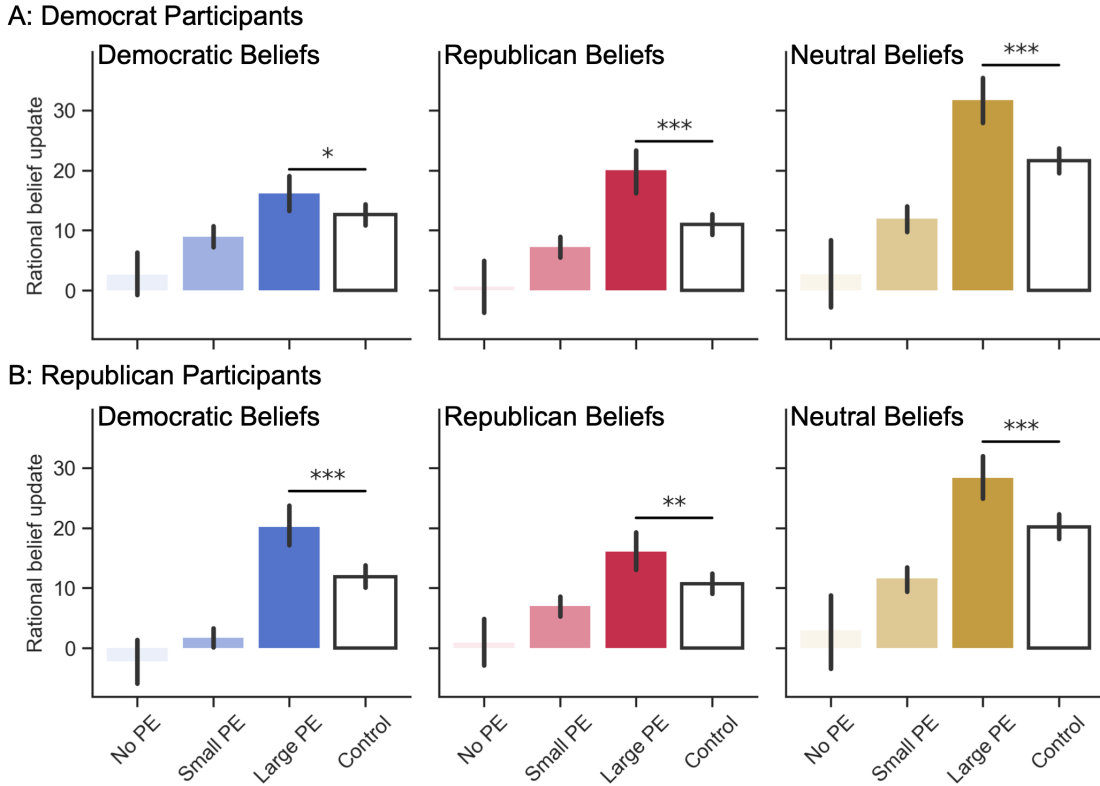 A: Democrat Participants
Democratic Beliefs
Republican Beliefs
Neutral Beliefs
Rational belief update
30
20
10
0
*
***
***
B: Republican Participants
Democratic Beliefs
Republican Beliefs
Neutral Beliefs
Rational belief update
30
20
10
0
***
**
***
No PE
Small PE
Large PE
Control
No PE
Small PE
Large PE
Control
No PE
Small PE
Large PE
Control